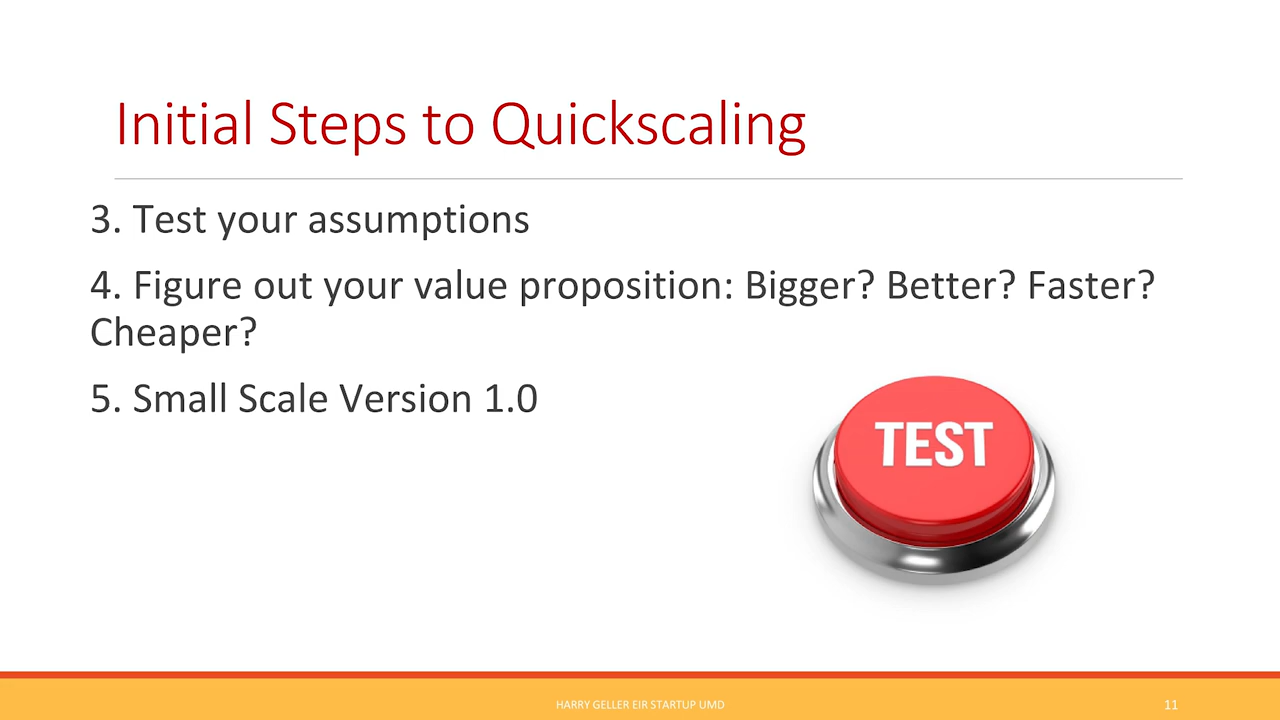 Initial Steps to Quickscaling
3. Test your assumptions
4. Figure out your value proposition: Bigger? Better? Faster?
Cheaper?
5. Small Scale Version 1.0
TEST
HARRY GELLER EIR STARTUP UMD
11